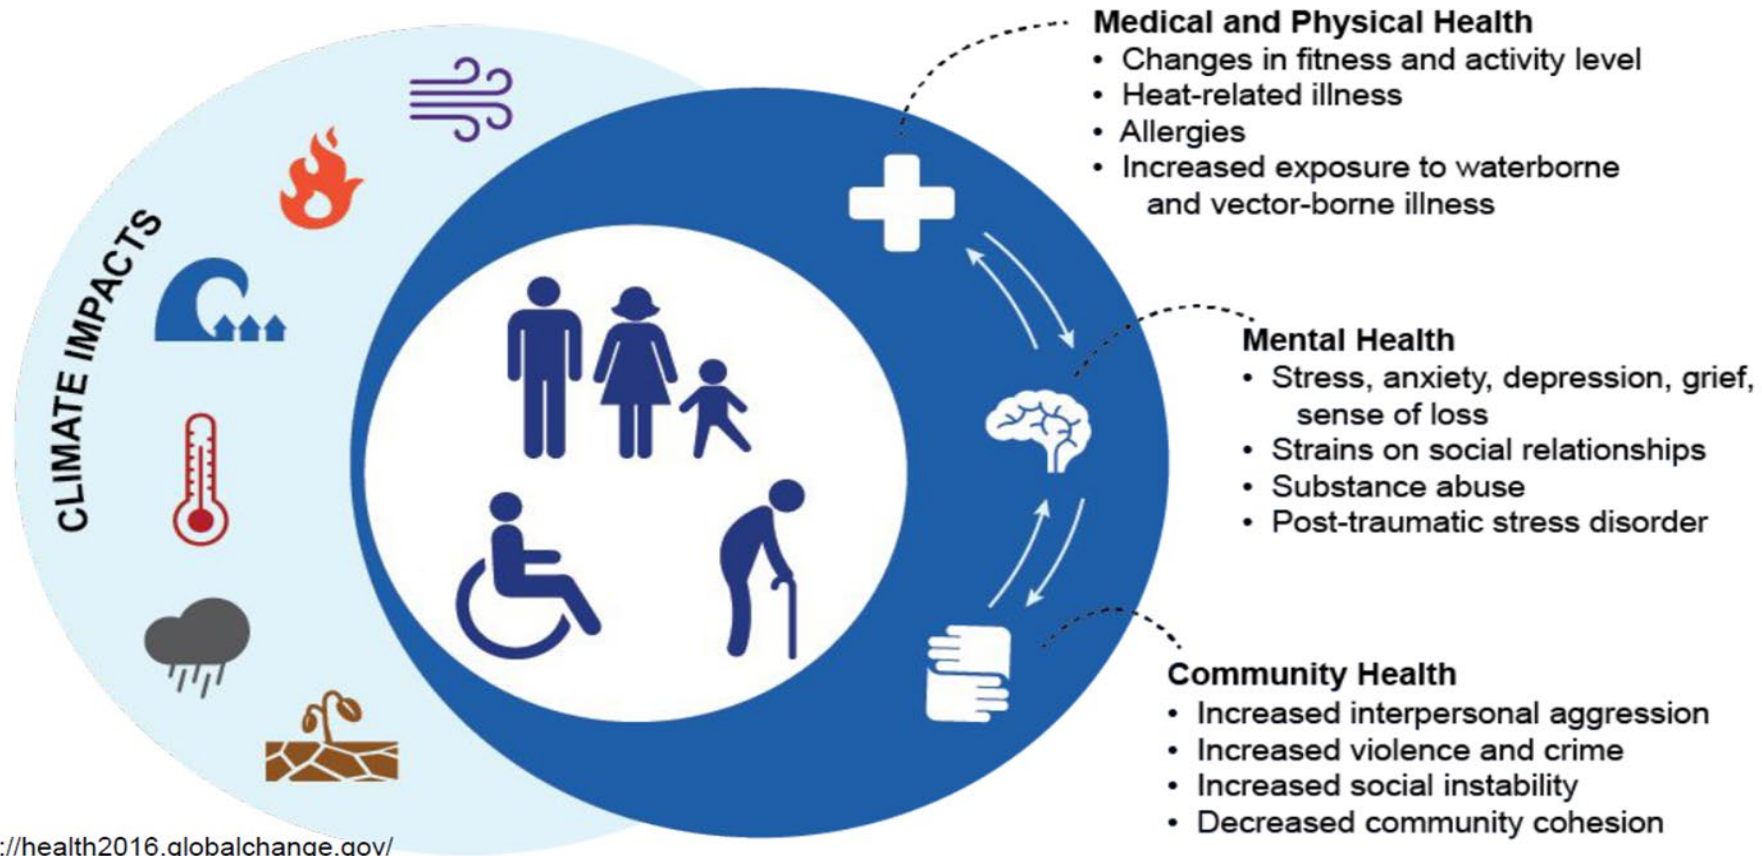 CLIMATE IMPACTS
Medical and Physical Health
• Changes in fitness and activity level
• Heat-related illness
• Allergies
• Increased exposure to waterborne
and vector-borne illness
Mental Health
• Stress, anxiety, depression, grief,
sense of loss
• Strains on social relationships
• Substance abuse
• Post-traumatic stress disorder
Community Health
• Increased interpersonal aggression
• Increased violence and crime
• Increased social instability
• Decreased community cohesion
://health2016.globalchange.gov/